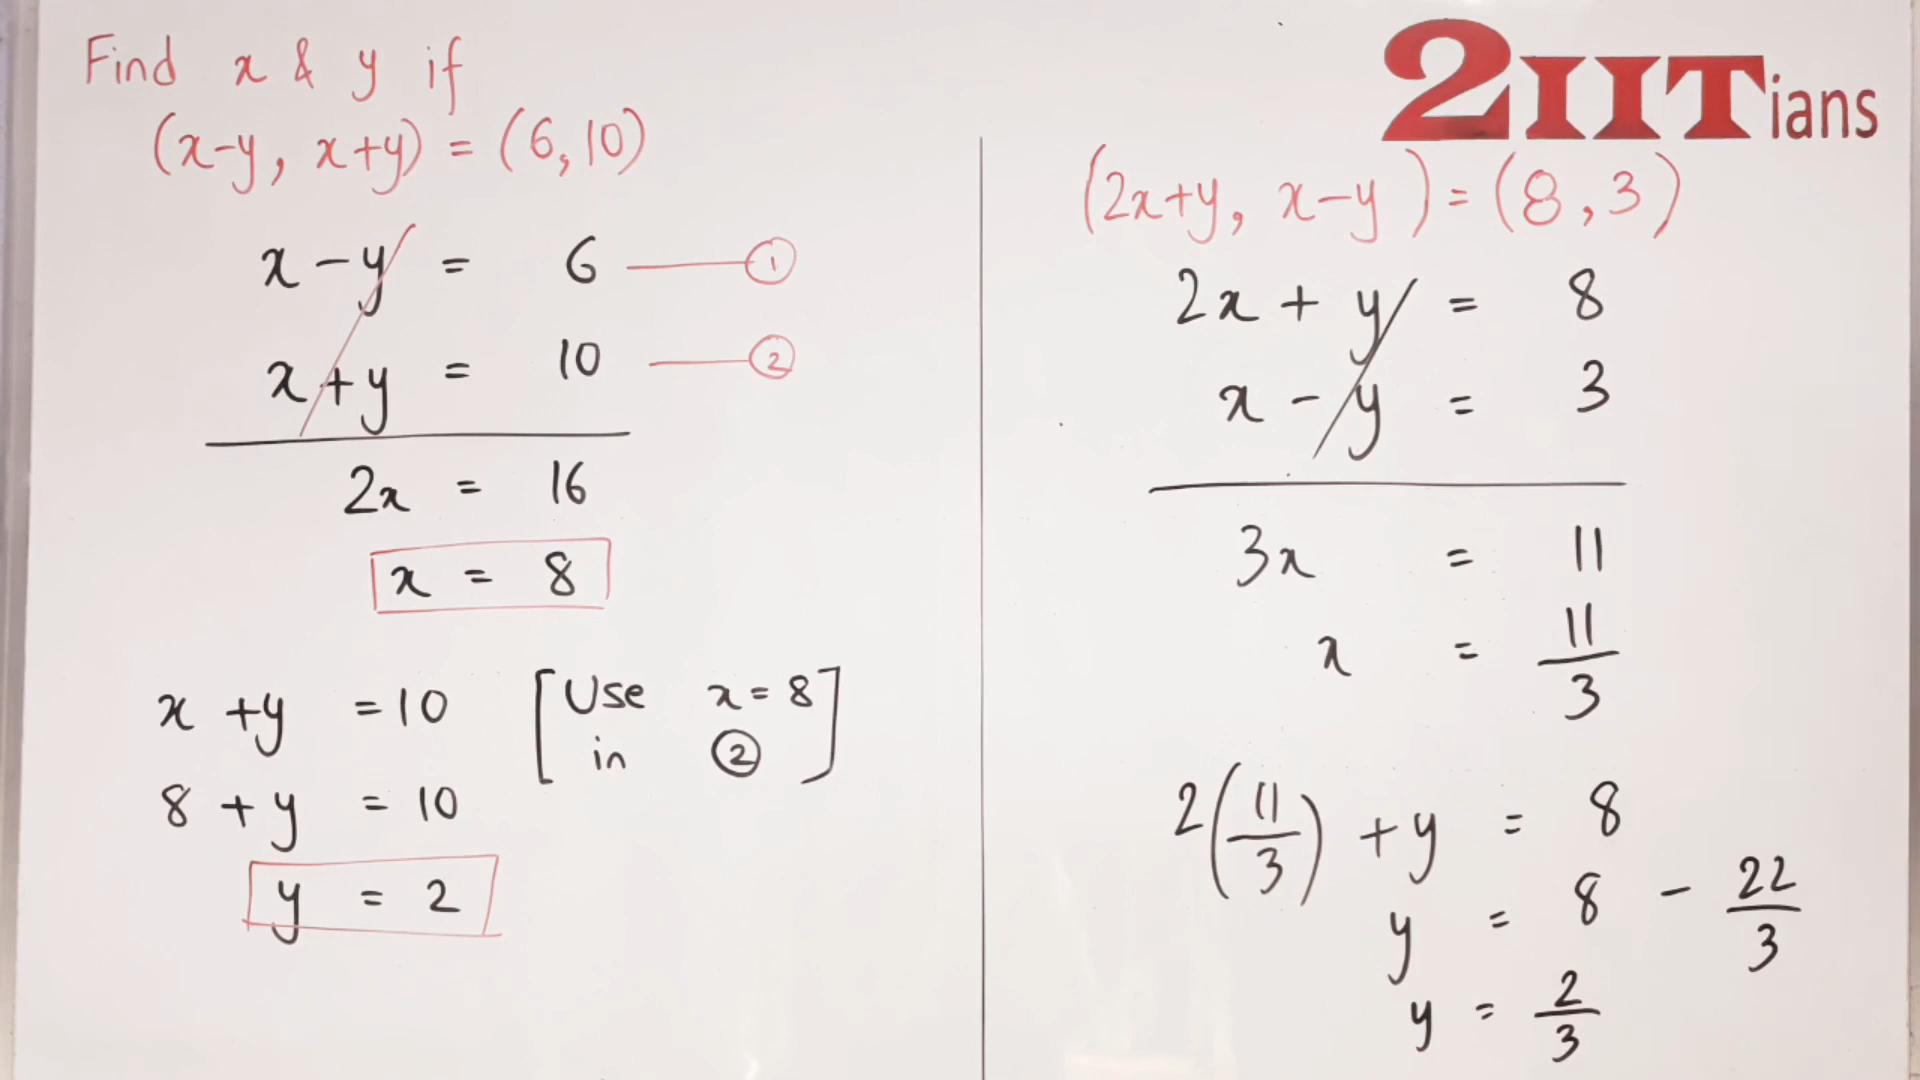 Find x & y if
(x-y, x+y) = (6,10)
x - y = 6 — 1
x + y = 10 — 2
2x = 16
x = 8
x + y = 10 [Use x = 8
in 2]
8 + y = 10
y = 2
2IITians
(2x+y, x-y) = (8,3)
2x + y = 8
x - y = 3
3x = 11
x = 11/3
2(11/3) + y = 8
y = 8 - 22/3
y = 2/3